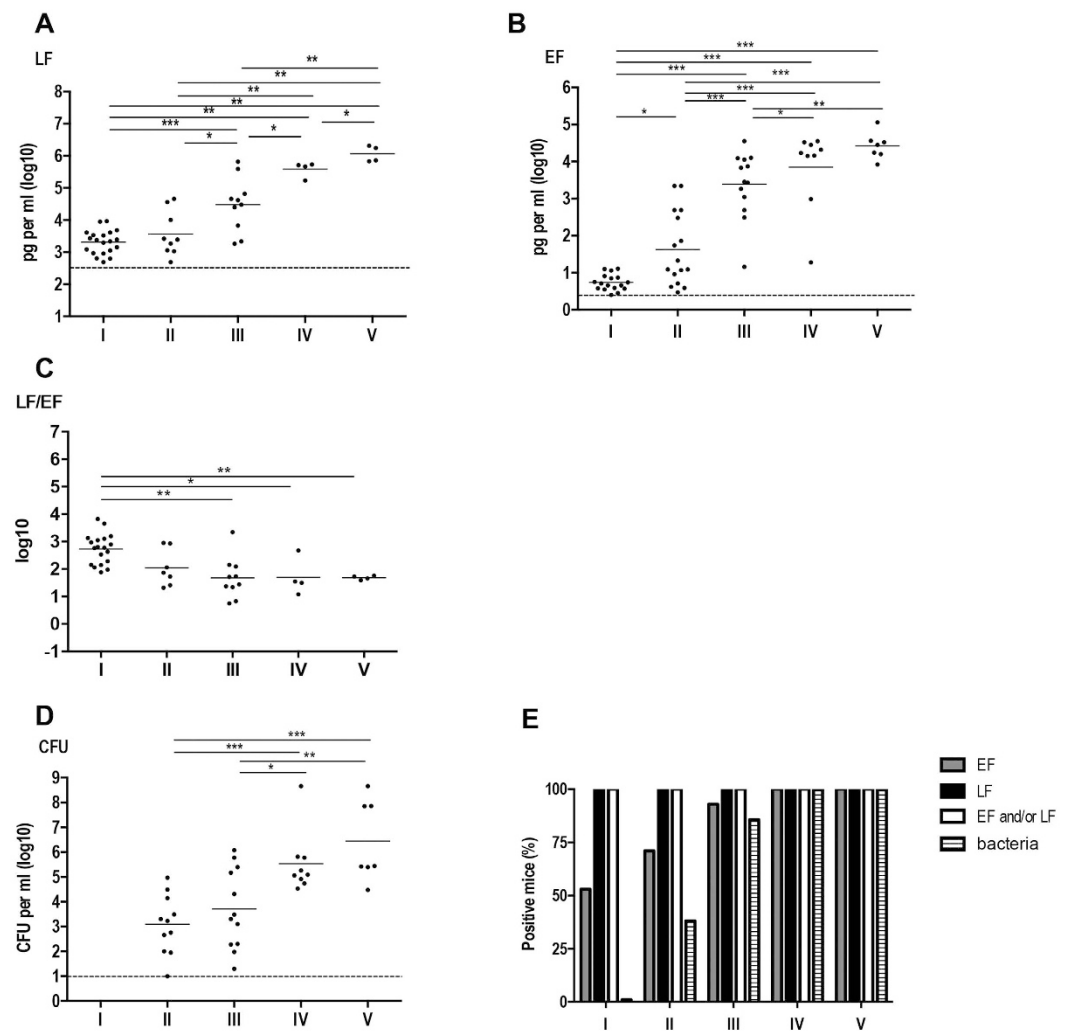 A
LF
**
**
**
**
**
***
*
*
*
pg per ml (log10)
8
7
6
5
4
3
2
1
I II III IV V
B
EF
***
***
***
***
***
***
**
*
*
pg per ml (log10)
6
5
4
3
2
1
0
I II III IV V
C
LF/EF
**
*
**
log10
7
6
5
4
3
2
1
0
-1
I II III IV V
D
CFU
***
***
**
*
CFU per ml (log10)
9
8
7
6
5
4
3
2
1
0
I II III IV V
E
Positive mice (%)
100
75
50
25
0
I II III IV V
EF
LF
EF and/or LF
bacteria